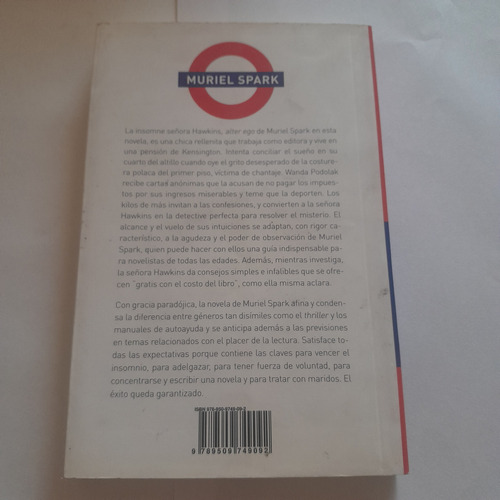 MURIEL SPARK
La insomne señora Hawkins, alter ego de Muriel Spark en esta
novela, es una chica rellenita que trabaja como editora y vive en
una pensión de Kensington. Intenta conciliar el sueño en su
cuarto del altillo cuando oye el grito desesperado de la costure-
ra polaca del primer piso, víctima de chantaje. Wanda Podolak
recibe cartas anónimas que la acusan de no pagar los impues-
tos por sus ingresos miserables y teme que la deporten. Los
kilos de más invitan a las confesiones, y convierten a la señora
Hawkins en la detective perfecta para resolver el misterio. El
alcance y el vuelo de sus intuiciones se adaptan, con rigor ca-
racterístico, a la agudeza y el poder de observación de Muriel
Spark, quien puede hacer con ellos una guía indispensable pa-
ra novelistas de todas las edades. Además, mientras investiga,
la señora Hawkins da consejos simples e infalibles que se ofre-
cen "gratis con el costo del libro", como ella misma aclara.
Con gracia paradójica, la novela de Muriel Spark afina y conden-
sa la diferencia entre géneros tan disímiles como el thriller y los
manuales de autoayuda y se anticipa además a las previsiones
en temas relacionados con el placer de la lectura. Satisface to-
das las expectativas porque contiene las claves para vencer el
insomnio, para adelgazar, para tener fuerza de voluntad, para
concentrarse y escribir una novela y para tratar con maridos. El
éxito queda garantizado.
9 789509 749092